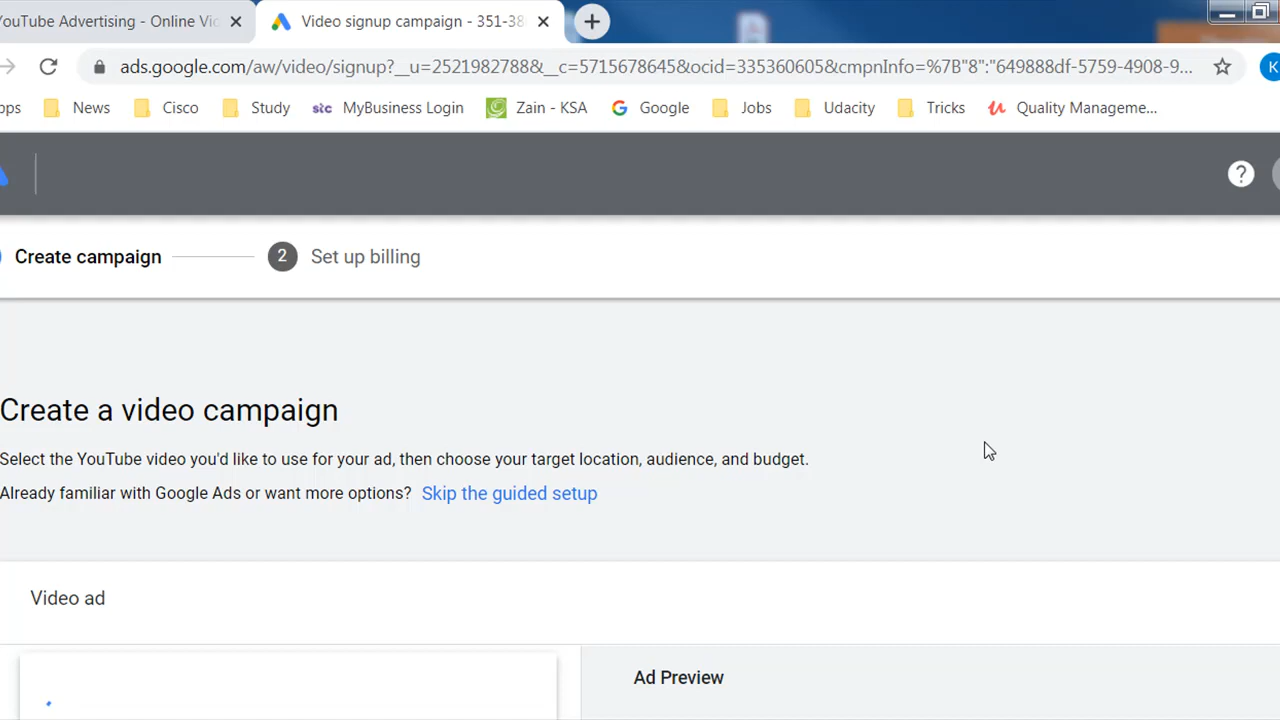 YouTube Advertising - Online Vic
Video signup campaign - 351-38
ads.google.com/aw/video/signup?__u=2521982788&__c=5715678645&ocid=335360605&cmpnInfo=%7B"8":"649888df-5759-4908-9...
K
pps News Cisco Study stc MyBusiness Login Zain - KSA Google Jobs Udacity Tricks Quality Manageme...
?
Create campaign 2 Set up billing
Create a video campaign
Select the YouTube video you'd like to use for your ad, then choose your target location, audience, and budget.
Already familiar with Google Ads or want more options? Skip the guided setup
Video ad
Ad Preview